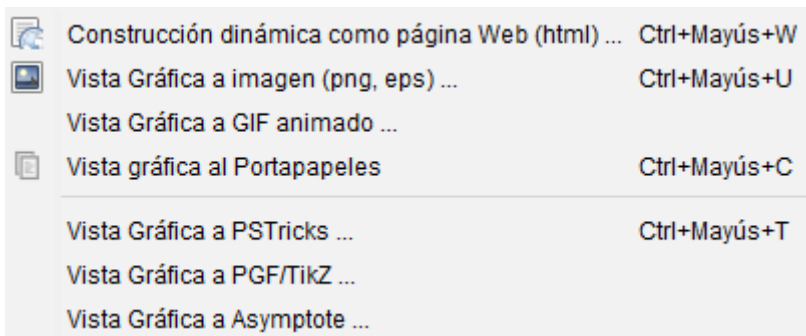 Construcción dinámica como página Web (html) ... Ctrl+Mayús+W
Vista Gráfica a imagen (png, eps) ... Ctrl+Mayús+U
Vista Gráfica a GIF animado ...
Vista gráfica al Portapapeles Ctrl+Mayús+C
Vista Gráfica a PSTricks ... Ctrl+Mayús+T
Vista Gráfica a PGF/TikZ ...
Vista Gráfica a Asymptote ...